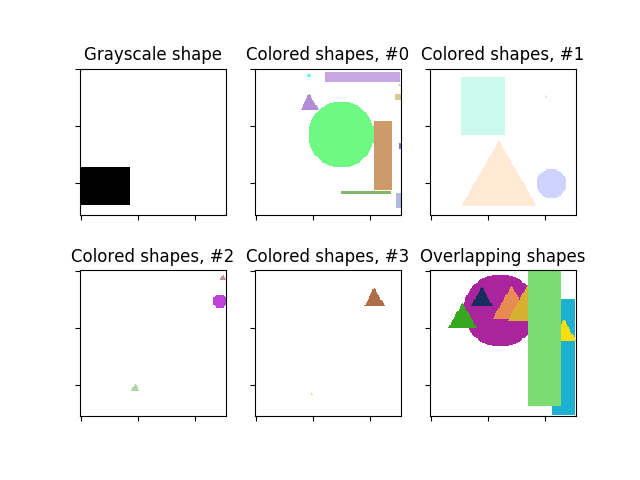 Grayscale shape
Colored shapes, #0
Colored shapes, #1
Colored shapes, #2
Colored shapes, #3
Overlapping shapes